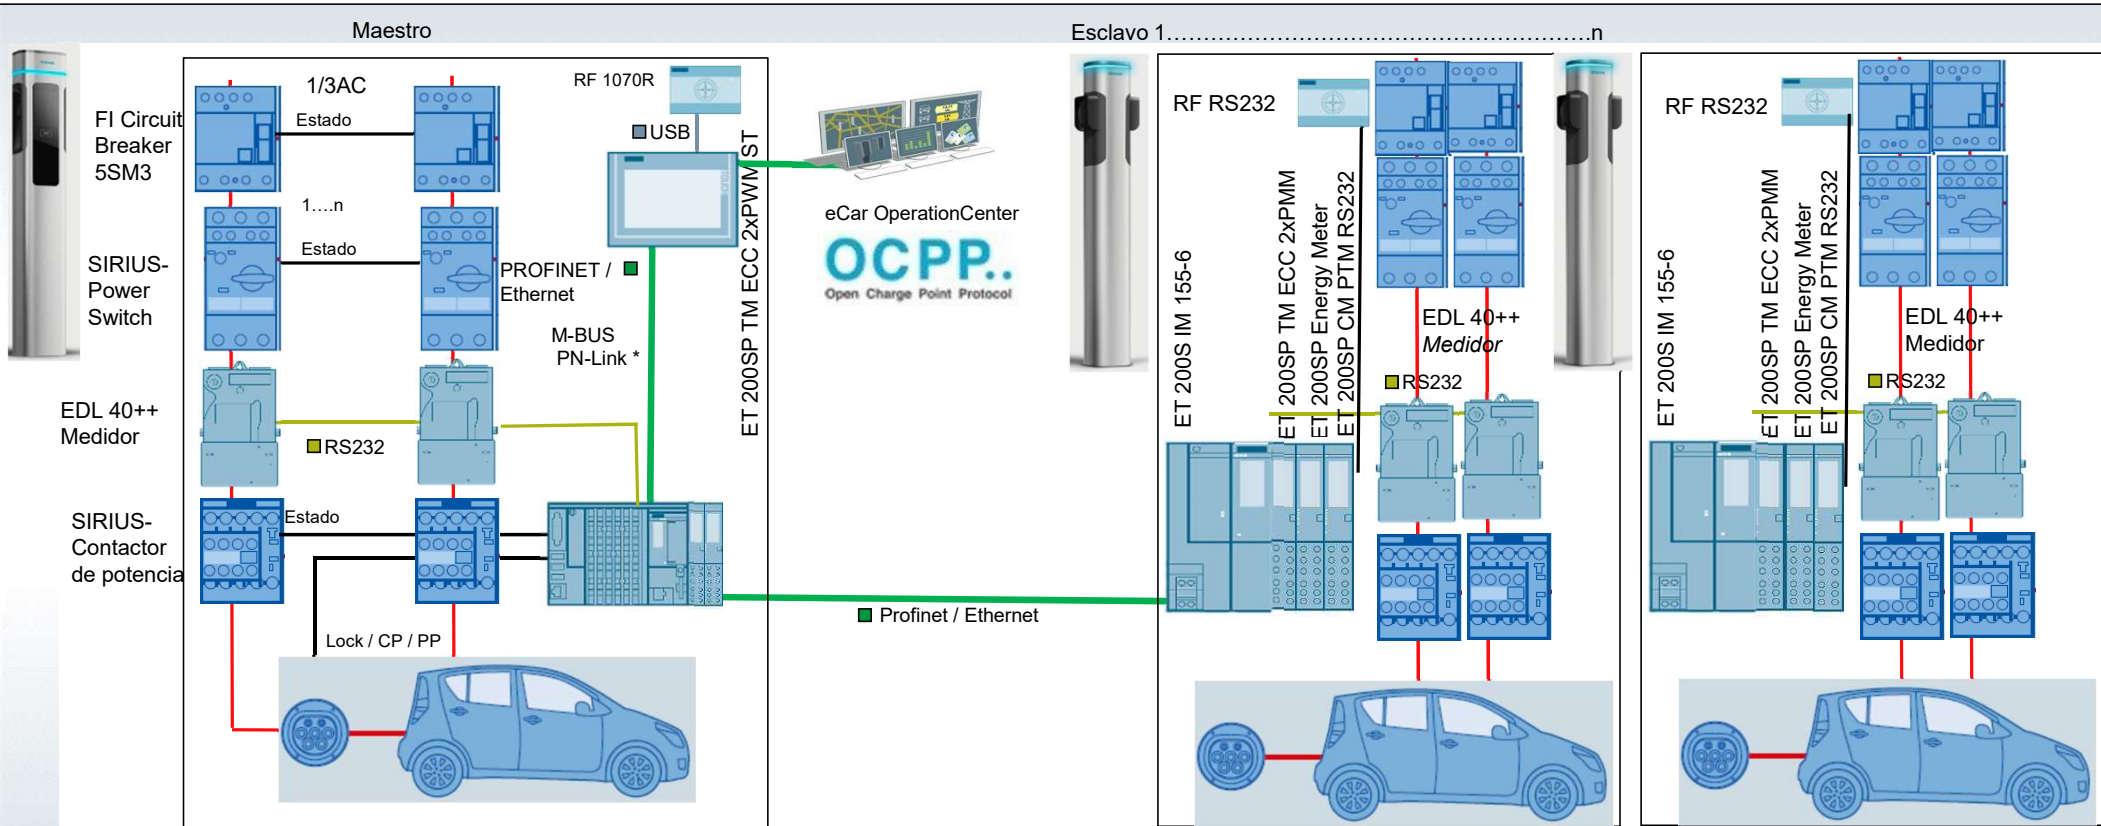 Maestro
Esclavo 1..........................................................n
1/3AC
RF 1070R
FI Circuit
Breaker
5SM3
Estado
USB
1....n
Estado
SIRIUS-
Power
Switch
PROFINET /
Ethernet
M-BUS
PN-Link *
ET 200SP TM ECC 2xPWM ST
eCar OperationCenter
OCPP..
Open Charge Point Protocol
EDL 40++
Medidor
RS232
SIRIUS-
Contactor
de potencia
Estado
Lock / CP / PP
Profinet / Ethernet
RF RS232
ET 200S IM 155-6
ET 200SP TM ECC 2xPMM
ET 200SP Energy Meter
ET 200SP CM PTM RS232
EDL 40++
Medidor
RS232
RF RS232
ET 200S IM 155-6
ET 200SP TM ECC 2xPMM
ET 200SP Energy Meter
ET 200SP CM PTM RS232
EDL 40++
Medidor
RS232